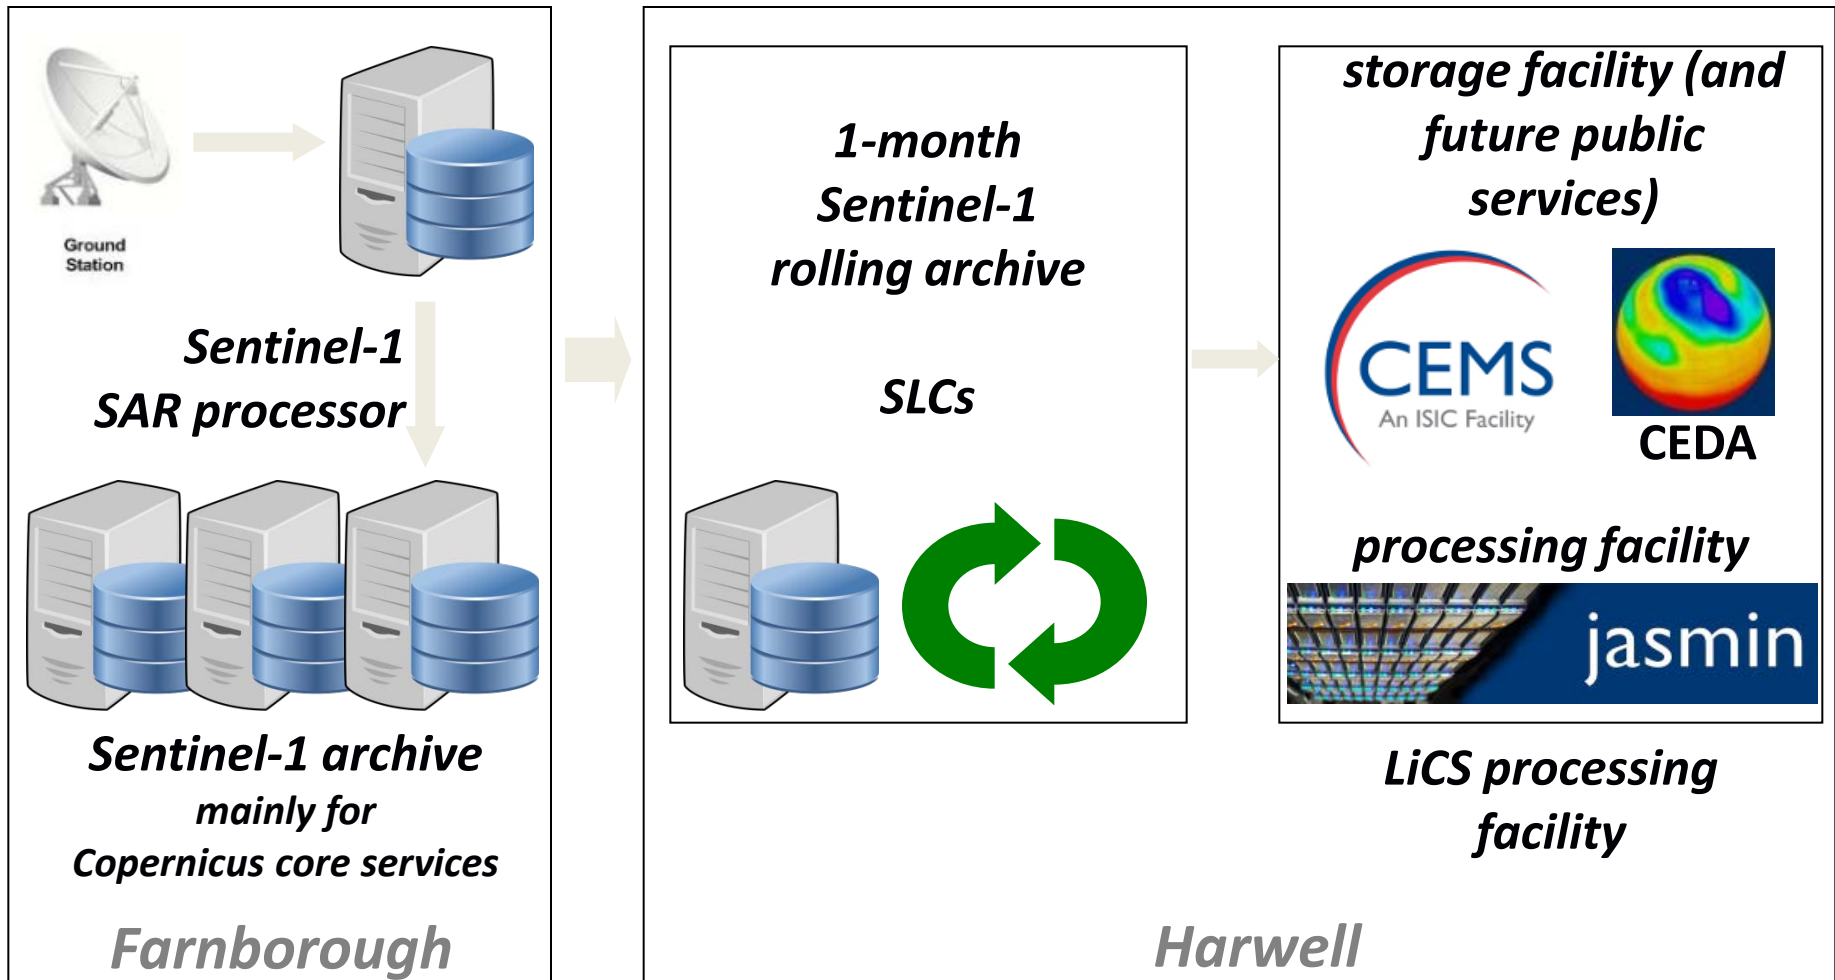 Ground
Station
Sentinel-1
SAR processor
Sentinel-1 archive
mainly for
Copernicus core services
Farnborough
1-month
Sentinel-1
rolling archive
SLCs
storage facility (and
future public
services)
CEMS
An ISIC Facility
CEDA
processing facility
jasmin
LiCS processing
facility
Harwell